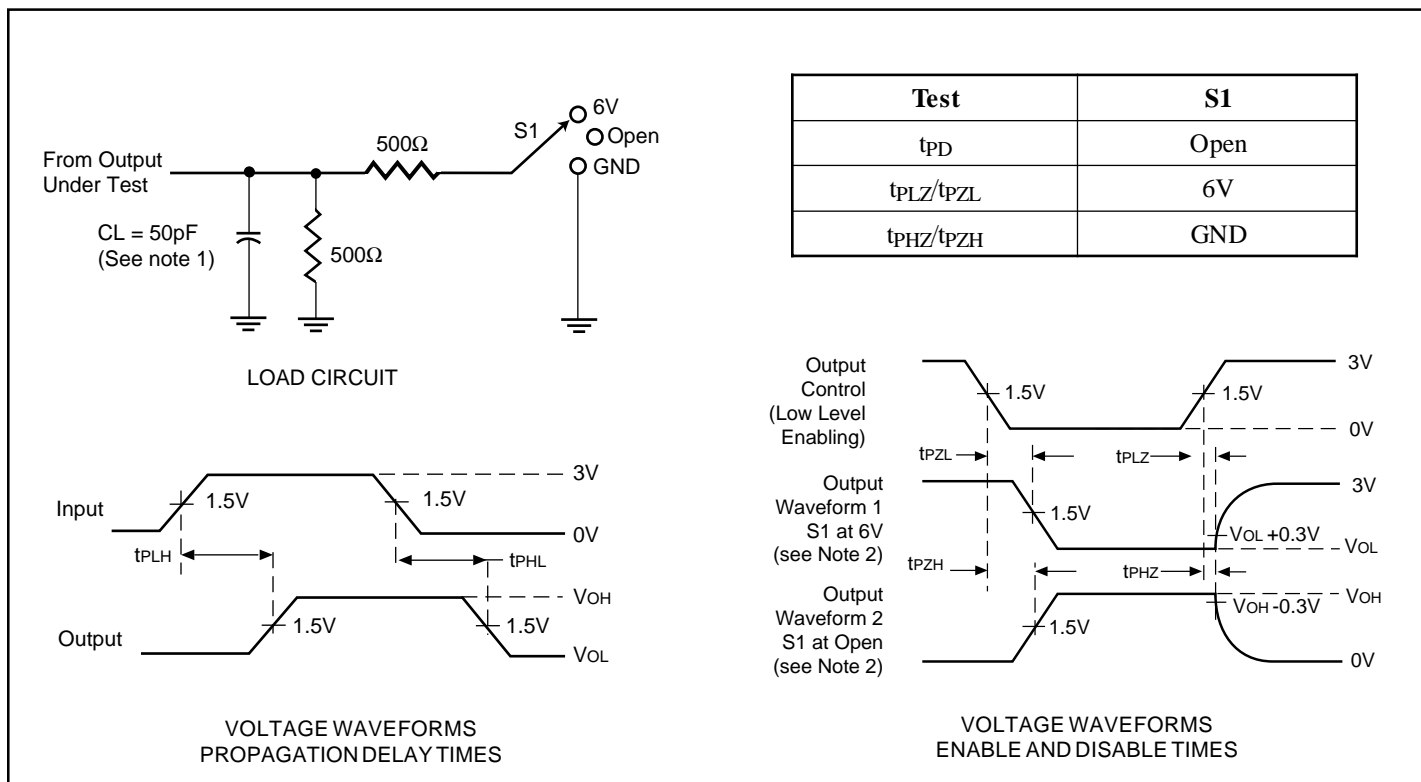 6V
S1
Open
500Ω
GND
From Output
Under Test
CL = 50pF
(See note 1)
500Ω
LOAD CIRCUIT
Test S1
tPD Open
tPLZ/tPZL 6V
tPHZ/tPZH GND
Input
1.5V
1.5V
3V
0V
tPLH
tPHL
Output
1.5V
1.5V
VOH
VOL
VOLTAGE WAVEFORMS
PROPAGATION DELAY TIMES
Output
Control
(Low Level
Enabling)
1.5V
1.5V
3V
0V
tPZL
tPLZ
Output
Waveform 1
S1 at 6V
(see Note 2)
1.5V
3V
VOL +0.3V
VOL
tPZH
tPHZ
Output
Waveform 2
S1 at Open
(see Note 2)
1.5V
VOH
VOH -0.3V
0V
VOLTAGE WAVEFORMS
ENABLE AND DISABLE TIMES